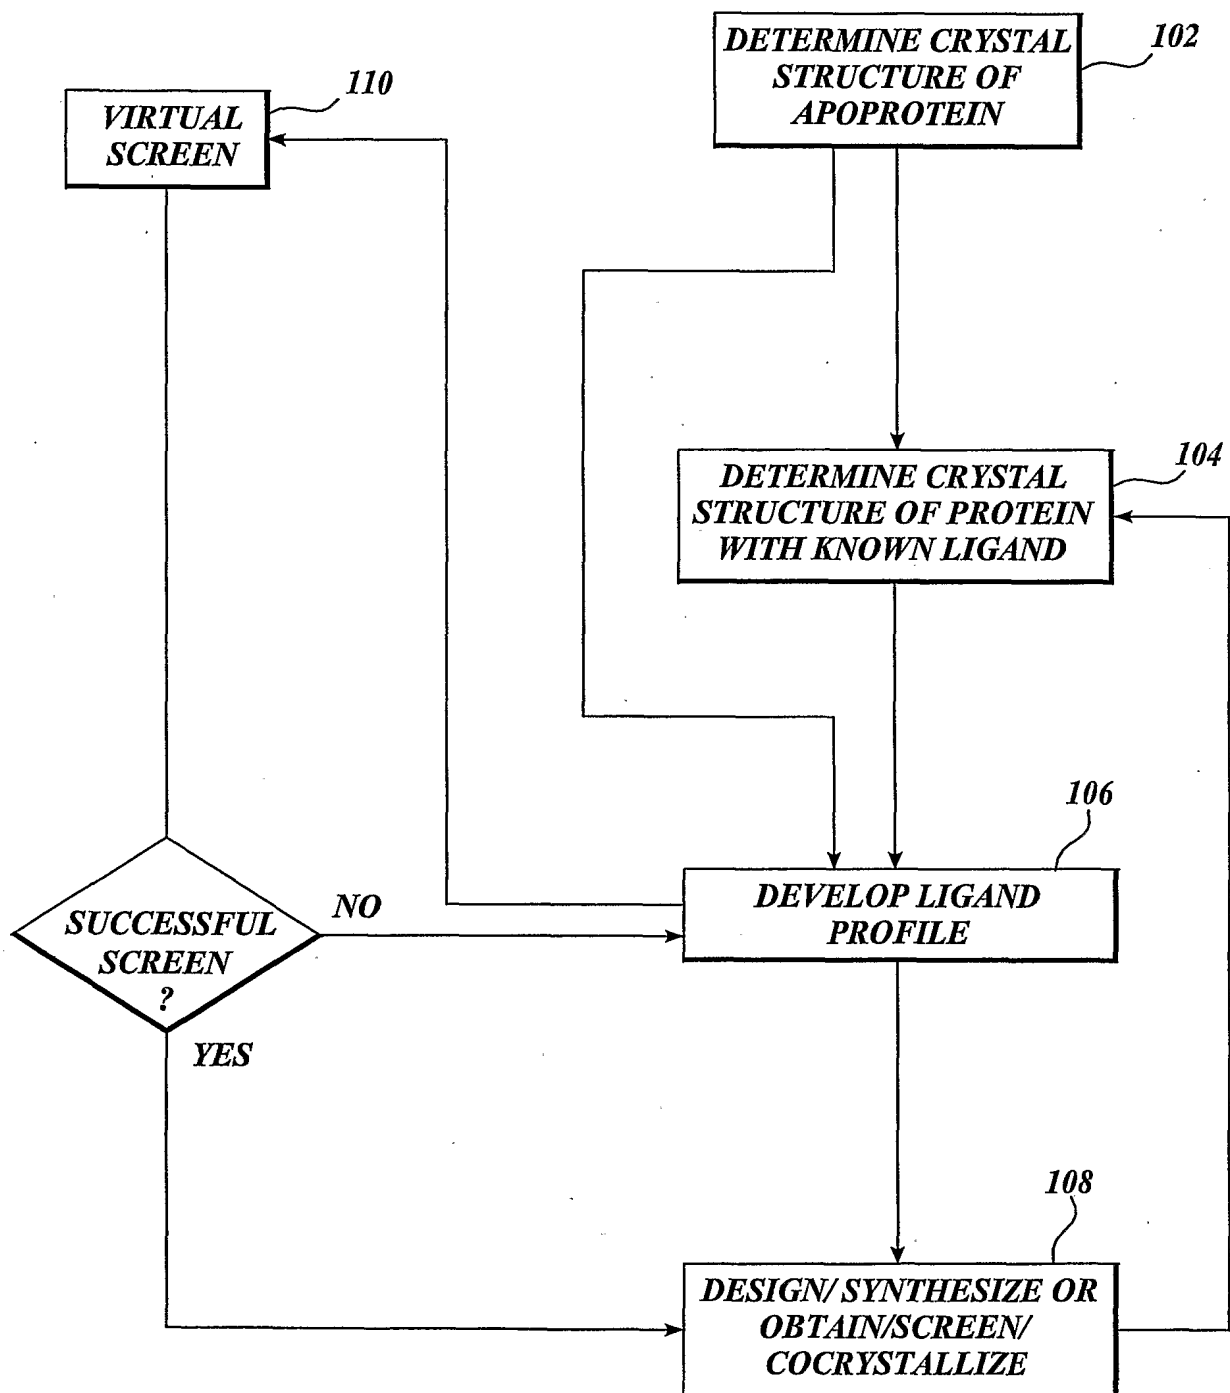 DETERMINE CRYSTAL
STRUCTURE OF
APOPROTEIN
102
110
VIRTUAL
SCREEN
104
DETERMINE CRYSTAL
STRUCTURE OF PROTEIN
WITH KNOWN LIGAND
106
DEVELOP LIGAND
PROFILE
NO
SUCCESSFUL
SCREEN
?
YES
108
DESIGN/ SYNTHESIZE OR
OBTAIN/SCREEN/
COCRYSTALLIZE